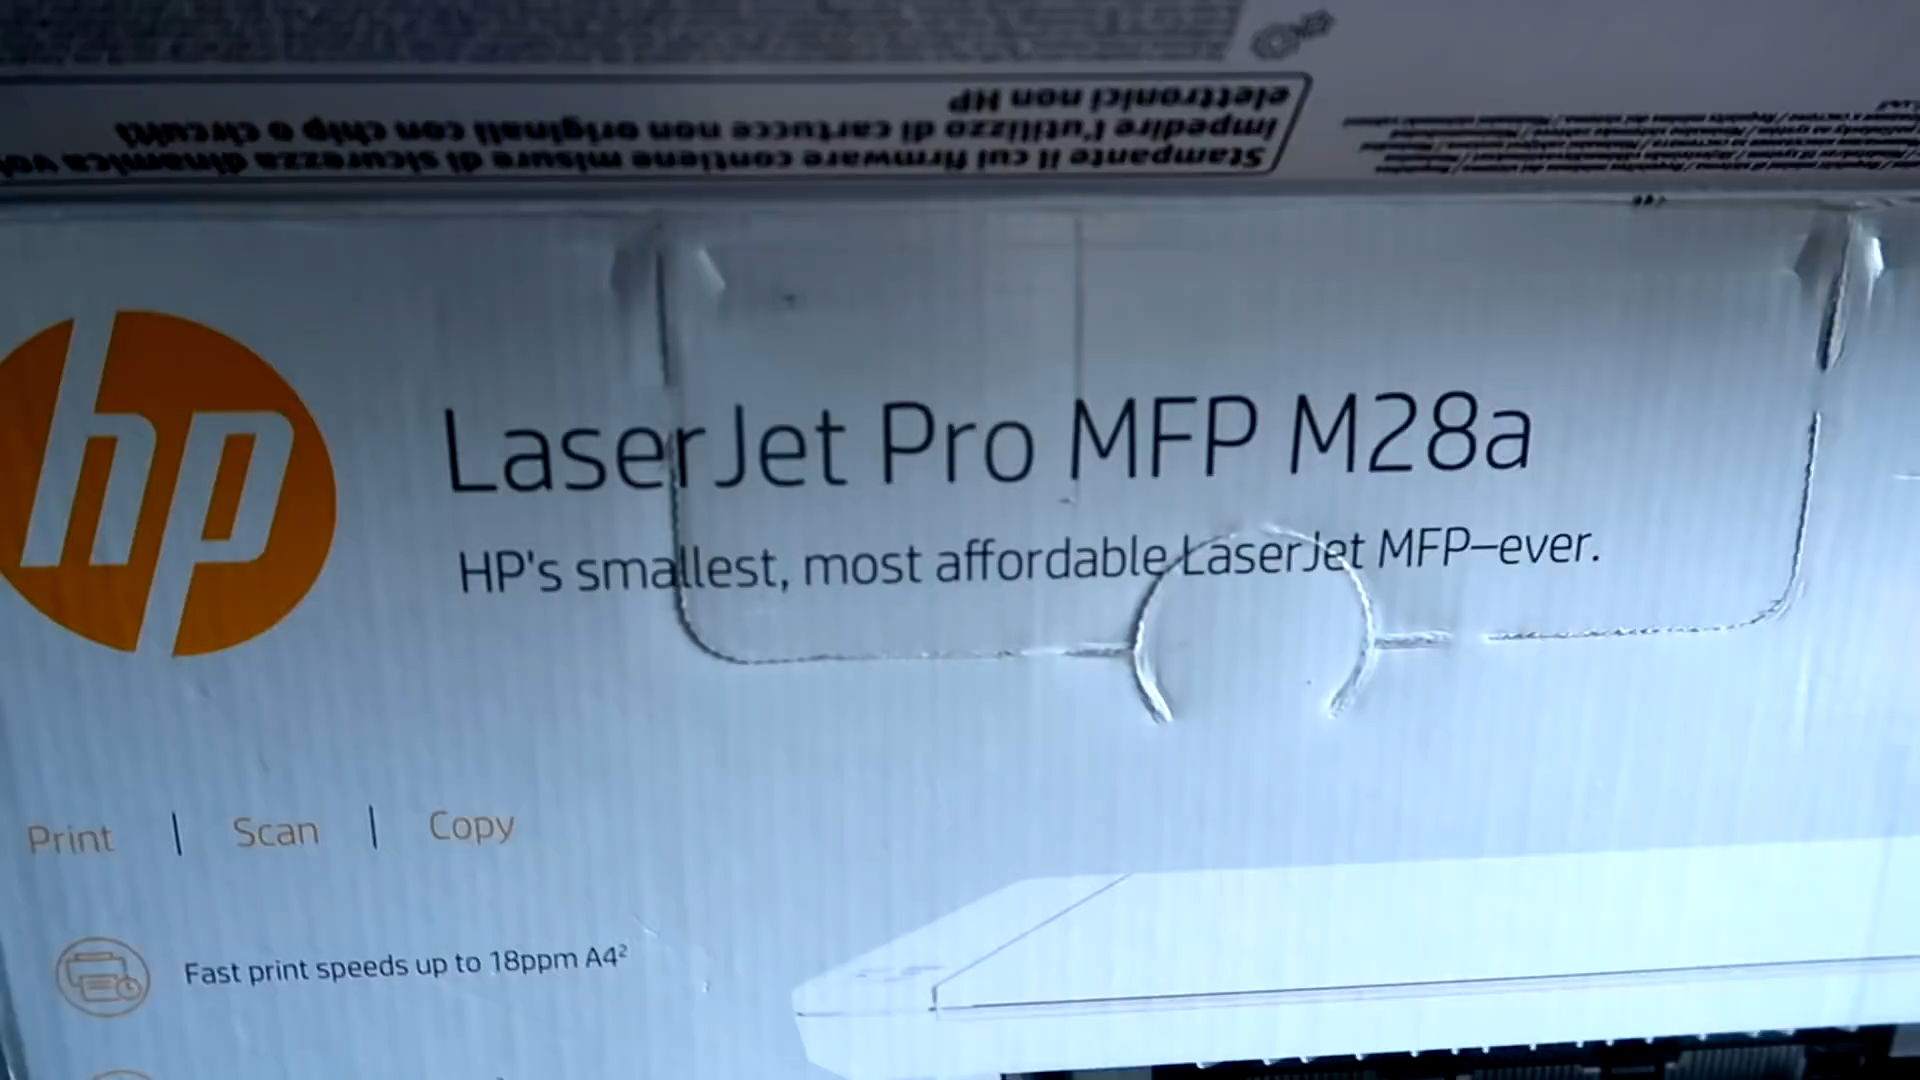 Stampante il cui firmware contiene misure di sicurezza dinamica
impedire l'utilizzo di cartucce non originali con chip o circuiti
elettronici non HP
hp
LaserJet Pro MFP M28a
HP's smallest, most affordable LaserJet MFP–ever.
Print | Scan | Copy
Fast print speeds up to 18ppm A4²